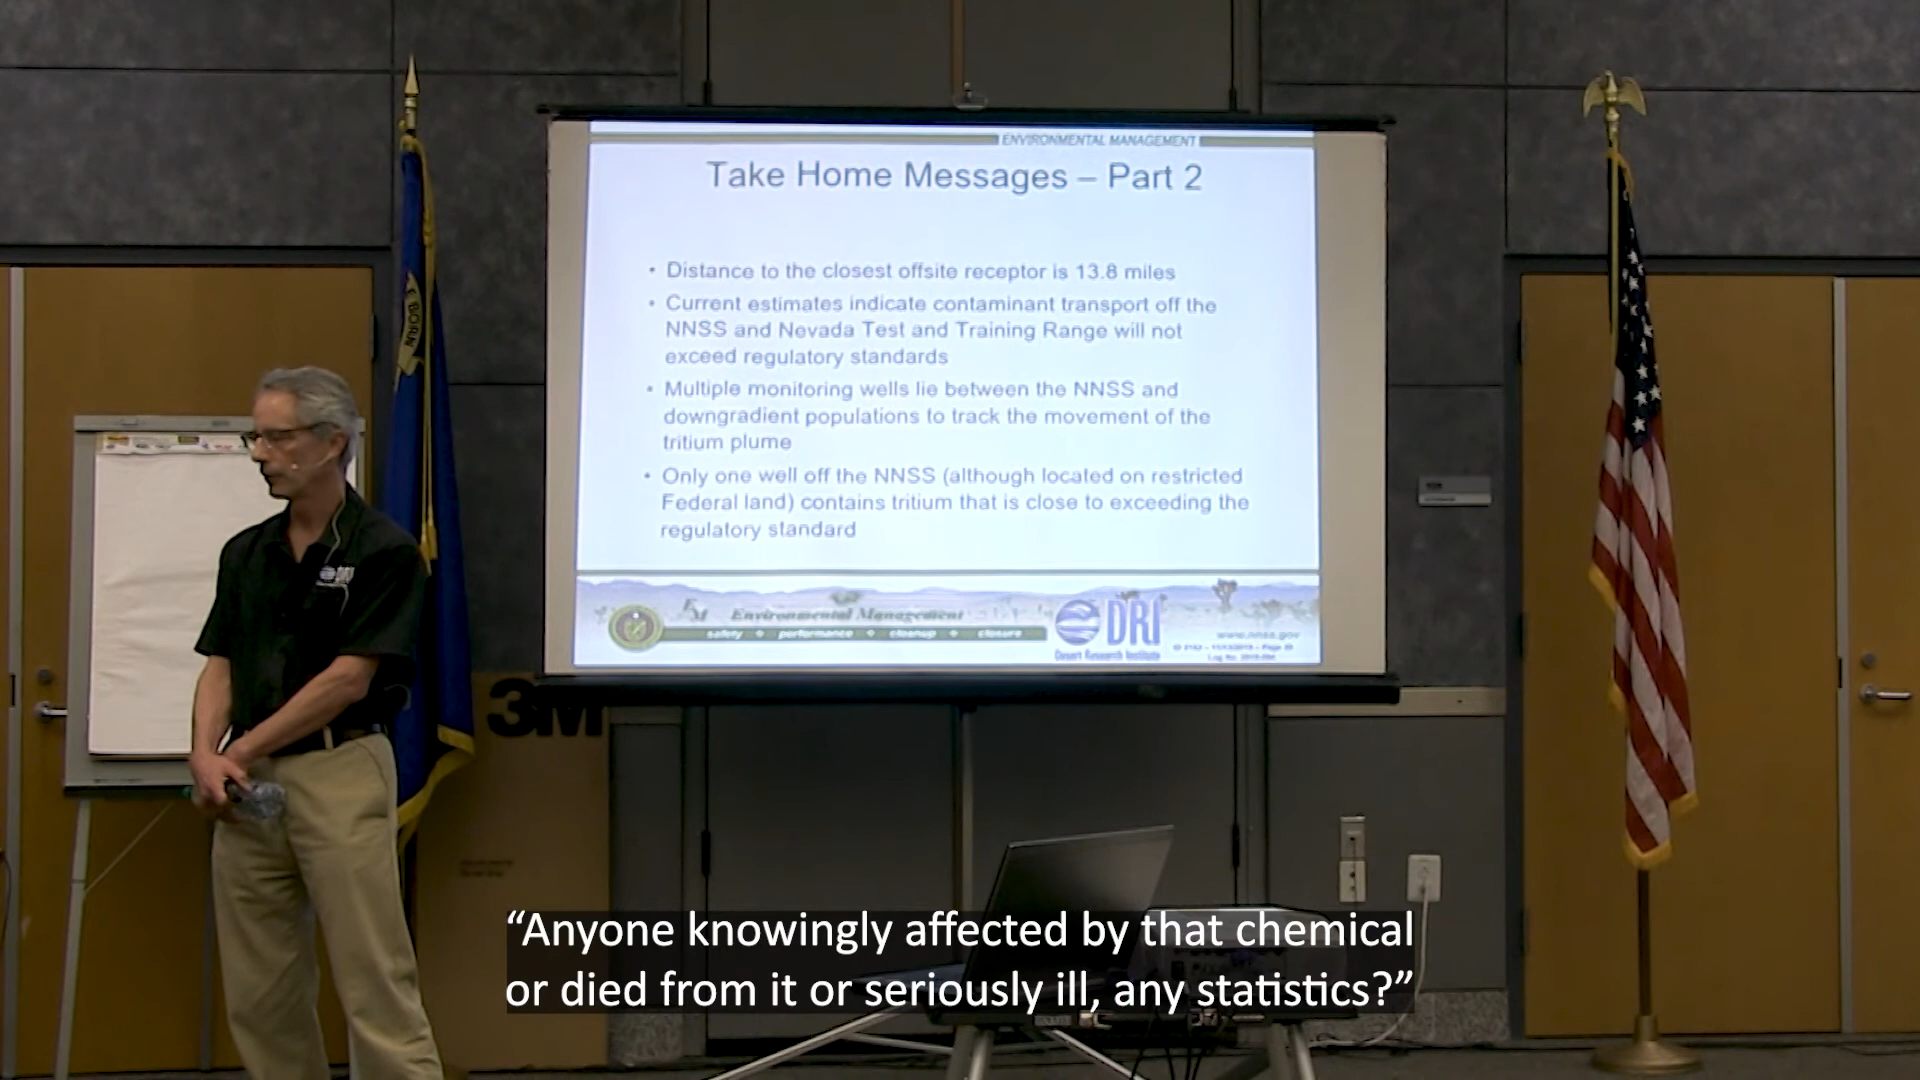 ENVIRONMENTAL MANAGEMENT
Take Home Messages – Part 2
• Distance to the closest offsite receptor is 13.8 miles
• Current estimates indicate contaminant transport off the
NNSS and Nevada Test and Training Range will not
exceed regulatory standards
• Multiple monitoring wells lie between the NNSS and
downgradient populations to track the movement of the
tritium plume
• Only one well off the NNSS (although located on restricted
Federal land) contains tritium that is close to exceeding the
regulatory standard
EM Environmental Management
safety performance cleanup closure
DRI
Desert Research Institute
www.nnss.gov
BORN
DRI
3M
“Anyone knowingly affected by that chemical
or died from it or seriously ill, any statistics?”